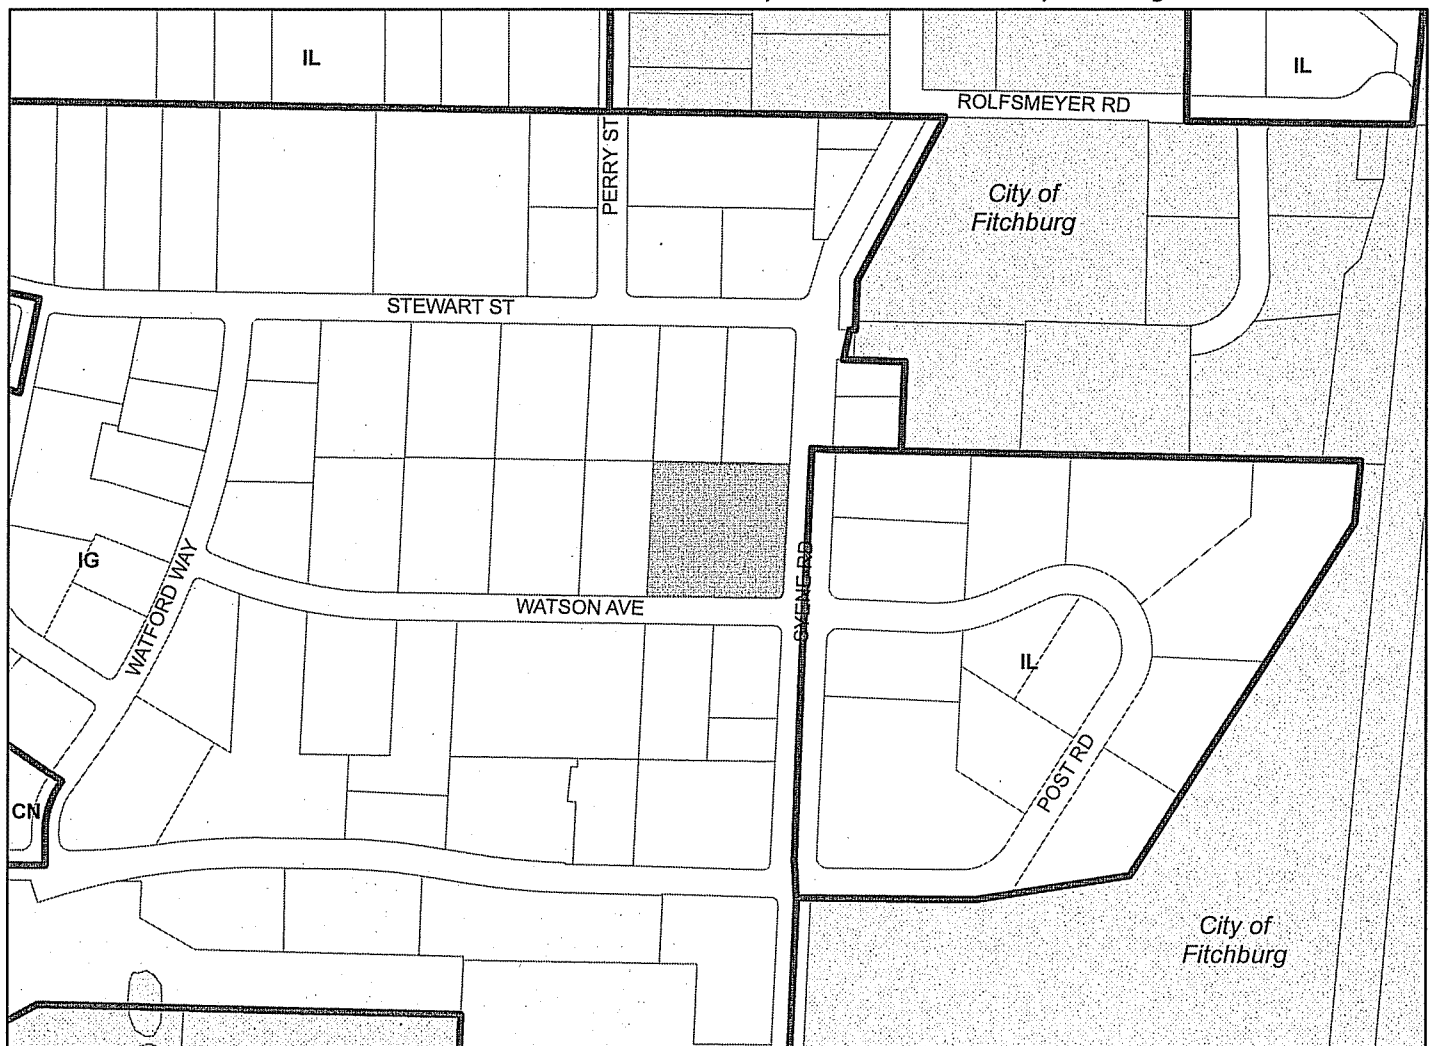 IL
IL
ROLFSMEYER RD
PERRY ST
City of
Fitchburg
STEWART ST
IG
WATFORD WAY
SYENE RD
WATSON AVE
IL
POST RD
CN
City of
Fitchburg